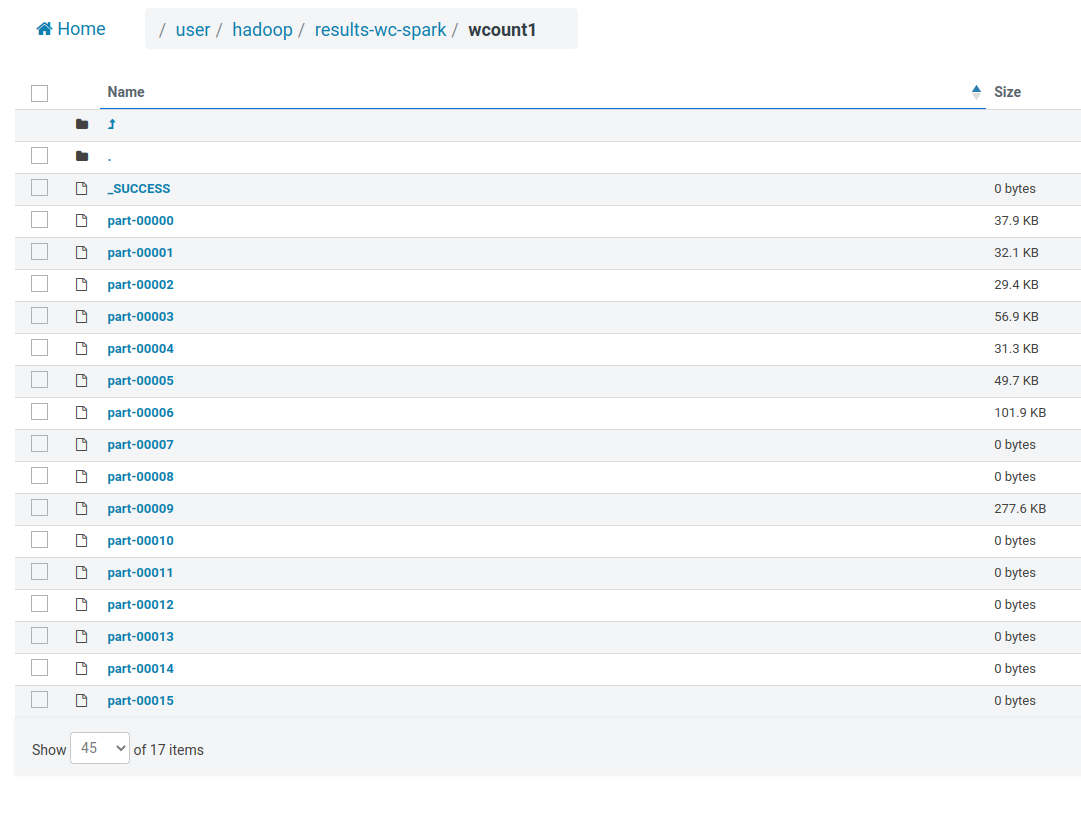 Home / user / hadoop / results-wc-spark / wcount1
Name Size
.
_SUCCESS 0 bytes
part-00000 37.9 KB
part-00001 32.1 KB
part-00002 29.4 KB
part-00003 56.9 KB
part-00004 31.3 KB
part-00005 49.7 KB
part-00006 101.9 KB
part-00007 0 bytes
part-00008 0 bytes
part-00009 277.6 KB
part-00010 0 bytes
part-00011 0 bytes
part-00012 0 bytes
part-00013 0 bytes
part-00014 0 bytes
part-00015 0 bytes
Show 45 of 17 items